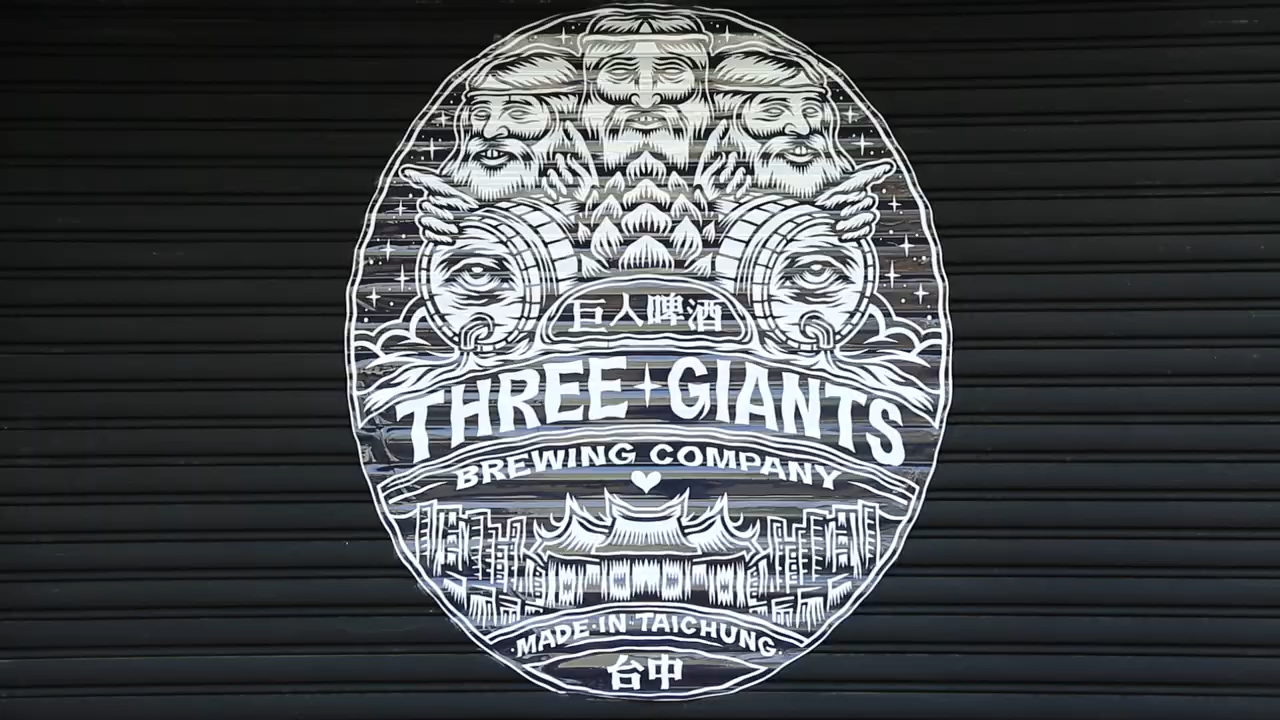 巨人啤酒
THREE GIANTS
BREWING COMPANY
MADE·IN·TAICHUNG
台中